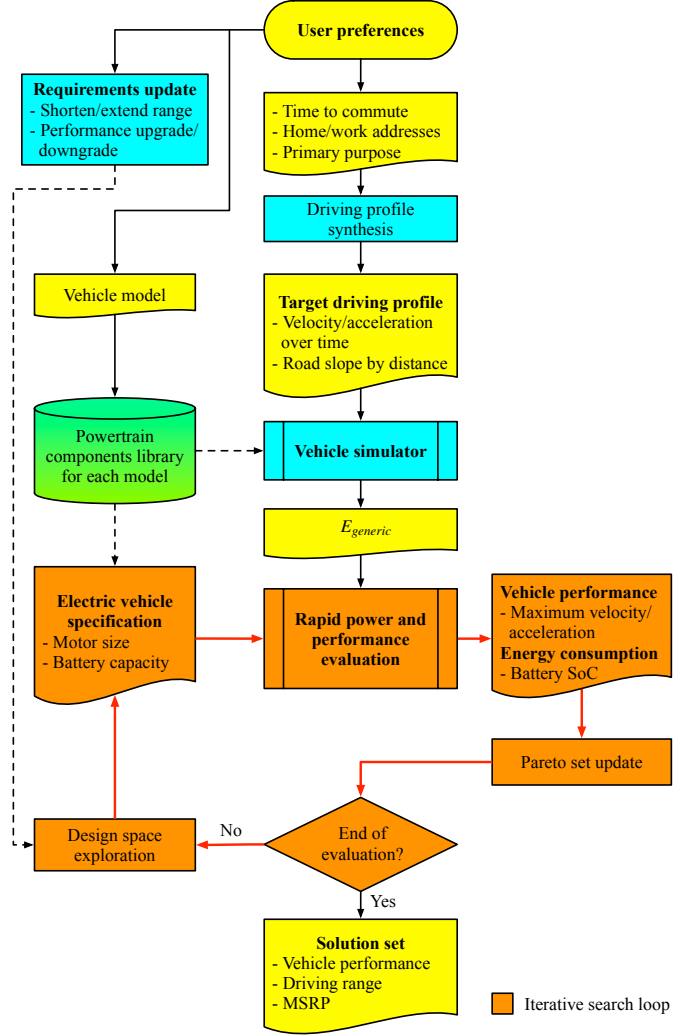 User preferences
Requirements update
- Shorten/extend range
- Performance upgrade/
downgrade
- Time to commute
- Home/work addresses
- Primary purpose
Driving profile
synthesis
Vehicle model
Target driving profile
- Velocity/acceleration
over time
- Road slope by distance
Powertrain
components library
for each model
Vehicle simulator
E_generic
Electric vehicle
specification
- Motor size
- Battery capacity
Rapid power and
performance
evaluation
Vehicle performance
- Maximum velocity/
acceleration
Energy consumption
- Battery SoC
Pareto set update
End of
evaluation?
No
Design space
exploration
Yes
Solution set
- Vehicle performance
- Driving range
- MSRP
Iterative search loop